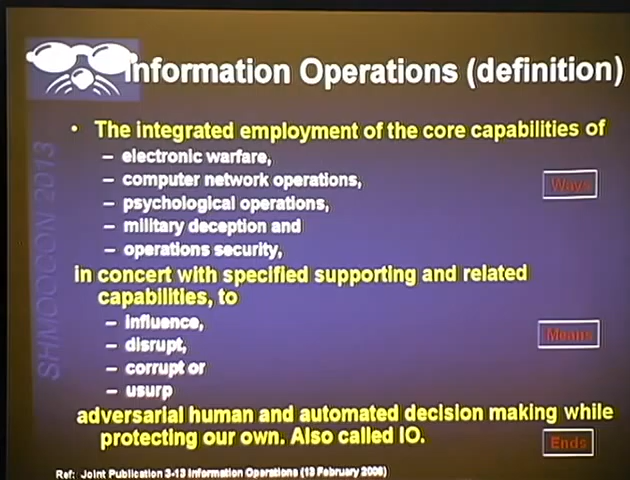 Information Operations (definition)
• The integrated employment of the core capabilities of
– electronic warfare,
– computer network operations,
Ways
– psychological operations,
– military deception and
– operations security,
in concert with specified supporting and related
capabilities, to
– influence,
– disrupt,
Means
– corrupt or
– usurp
adversarial human and automated decision making while
protecting our own. Also called IO.
Ends
Ref: Joint Publication 3-13 Information Operations (13 February 2006)
SHMOOCON 2013